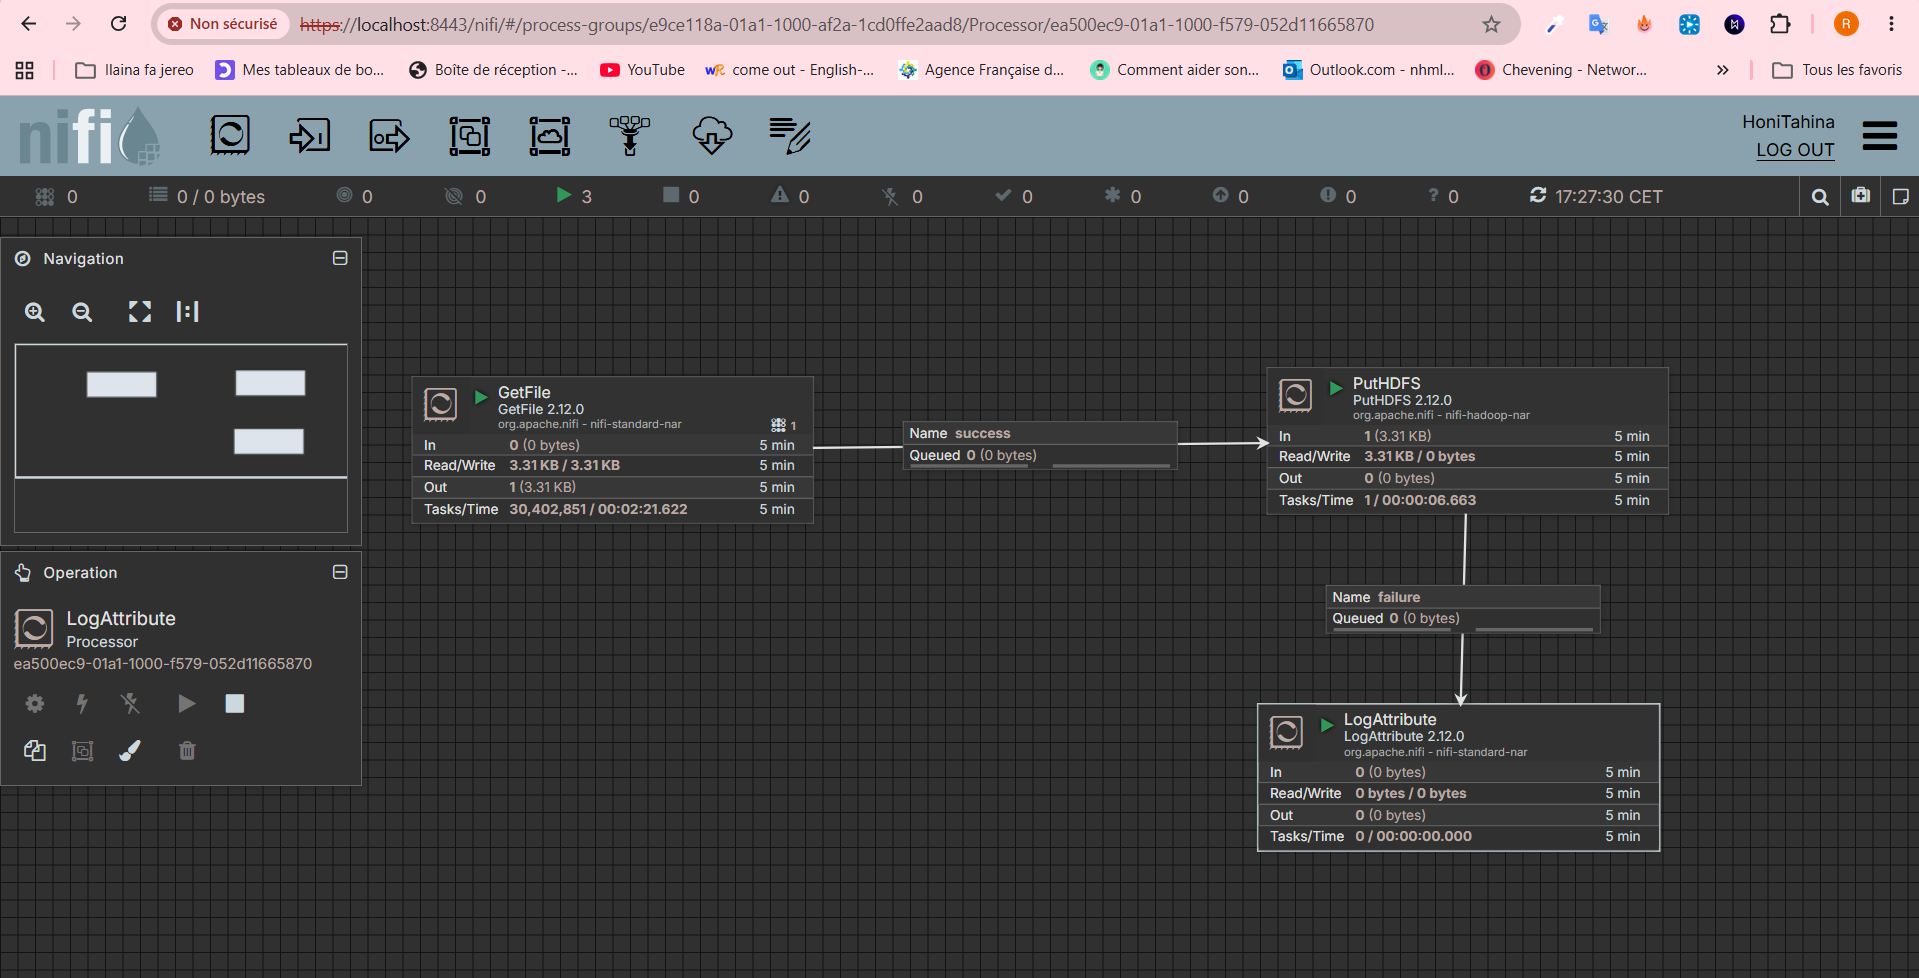 Non sécurisé https://localhost:8443/nifi/#/process-groups/e9ce118a-01a1-1000-af2a-1cd0ffe2aad8/Processor/ea500ec9-01a1-1000-f579-052d11665870 R
Ilaina fa jereo Mes tableaux de bo... Boîte de réception -... YouTube wR come out - English-... Agence Française d... Comment aider son... Outlook.com - nhml... Chevening - Networ... » Tous les favoris
nifi
HoniTahina
LOG OUT
0 0 / 0 bytes 0 0 3 0 0 0 0 0 0 0 ? 0 17:27:30 CET
Navigation
Operation
LogAttribute
Processor
ea500ec9-01a1-1000-f579-052d11665870
GetFile
GetFile 2.12.0
org.apache.nifi - nifi-standard-nar
1
In 0 (0 bytes) 5 min
Read/Write 3.31 KB / 3.31 KB 5 min
Out 1 (3.31 KB) 5 min
Tasks/Time 30,402,851 / 00:02:21.622 5 min
Name success
Queued 0 (0 bytes)
PutHDFS
PutHDFS 2.12.0
org.apache.nifi - nifi-hadoop-nar
In 1 (3.31 KB) 5 min
Read/Write 3.31 KB / 0 bytes 5 min
Out 0 (0 bytes) 5 min
Tasks/Time 1 / 00:00:06.663 5 min
Name failure
Queued 0 (0 bytes)
LogAttribute
LogAttribute 2.12.0
org.apache.nifi - nifi-standard-nar
In 0 (0 bytes) 5 min
Read/Write 0 bytes / 0 bytes 5 min
Out 0 (0 bytes) 5 min
Tasks/Time 0 / 00:00:00.000 5 min